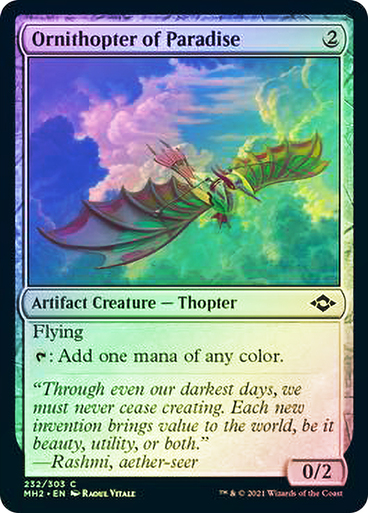 Ornithopter of Paradise 2
Artifact Creature — Thopter
Flying
: Add one mana of any color.
“Through even our darkest days, we
must never cease creating. Each new
invention brings value to the world, be it
beauty, utility, or both.”
—Rashmi, aether-seer
0/2
232/303 C
MH2 • EN Raoul Vitale
™ & © 2021 Wizards of the Coast